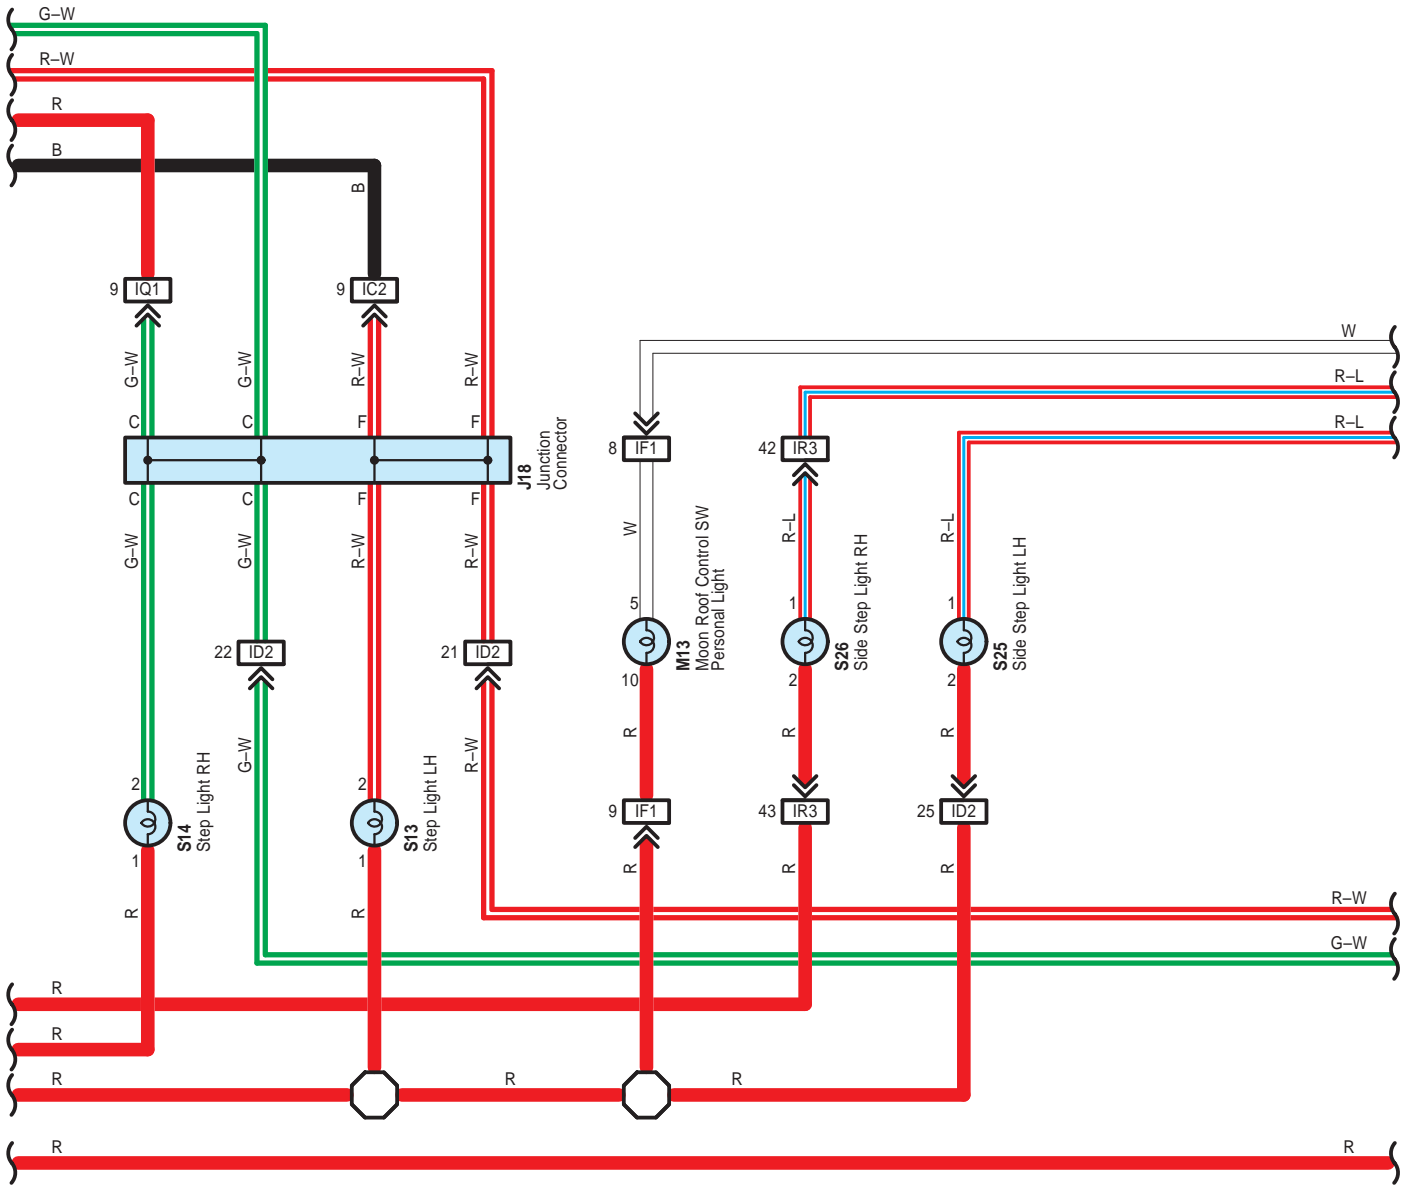 G–W
R–W
R
B
B
9 IQ1
9 IC2
W
R–L
R–L
G–W
G–W
R–W
R–W
C
C
F
F
8 IF1
42 IR3
J18
Junction
Connector
C
C
F
F
G–W
G–W
R–W
R–W
W
R–L
R–L
5
1
1
M13
Moon Roof Control SW
Personal Light
S26
Side Step Light RH
S25
Side Step Light LH
22 ID2
21 ID2
10
2
2
R
R
R
G–W
R–W
2
2
S14
Step Light RH
S13
Step Light LH
9 IF1
43 IR3
25 ID2
1
1
R
R
R
R
R
R–W
G–W
R
R
R
R
R
R
R